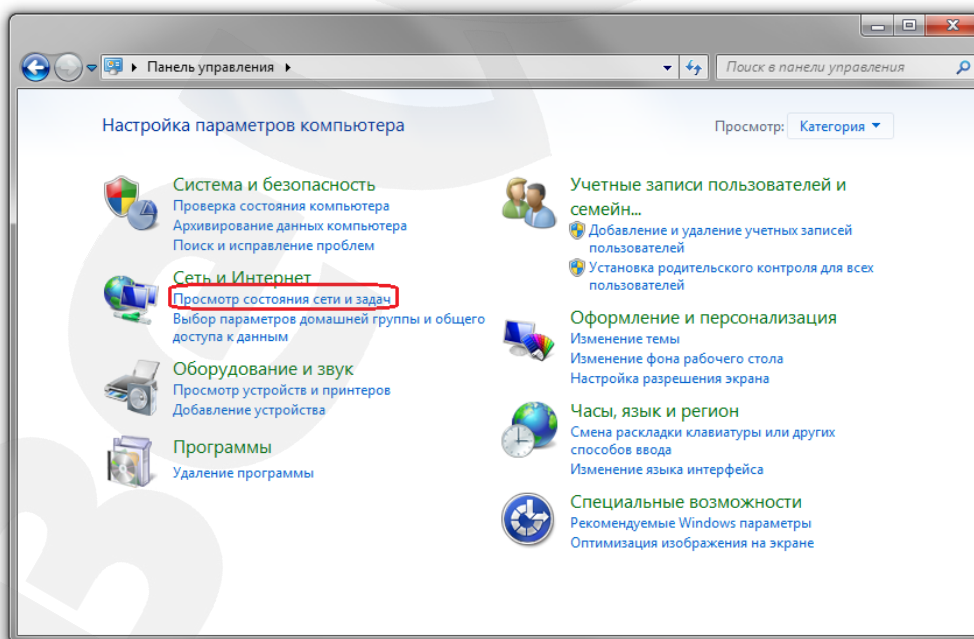 Панель управления
Поиск в панели управления
Настройка параметров компьютера
Просмотр: Категория
Система и безопасность
Проверка состояния компьютера
Архивирование данных компьютера
Поиск и исправление проблем
Сеть и Интернет
Просмотр состояния сети и задач
Выбор параметров домашней группы и общего
доступа к данным
Оборудование и звук
Просмотр устройств и принтеров
Добавление устройства
Программы
Удаление программы
Учетные записи пользователей и
семейн...
Добавление и удаление учетных записей
пользователей
Установка родительского контроля для всех
пользователей
Оформление и персонализация
Изменение темы
Изменение фона рабочего стола
Настройка разрешения экрана
Часы, язык и регион
Смена раскладки клавиатуры или других
способов ввода
Изменение языка интерфейса
Специальные возможности
Рекомендуемые Windows параметры
Оптимизация изображения на экране